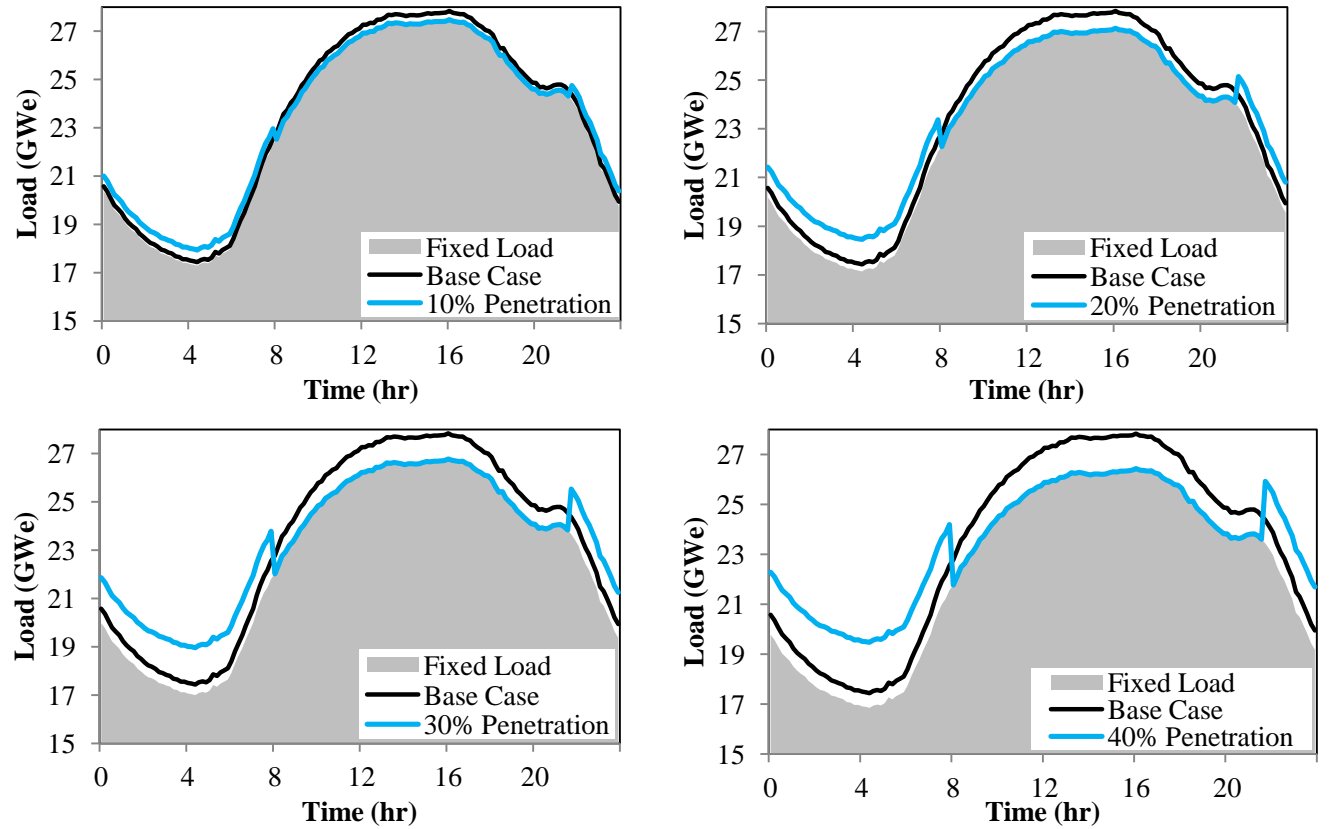 27
25
23
21
19
17
15
Load (GWe)
Fixed Load
Base Case
10% Penetration
0 4 8 12 16 20
Time (hr)
27
25
23
21
19
17
15
Load (GWe)
Fixed Load
Base Case
20% Penetration
0 4 8 12 16 20
Time (hr)
27
25
23
21
19
17
15
Load (GWe)
Fixed Load
Base Case
30% Penetration
0 4 8 12 16 20
Time (hr)
27
25
23
21
19
17
15
Load (GWe)
Fixed Load
Base Case
40% Penetration
0 4 8 12 16 20
Time (hr)